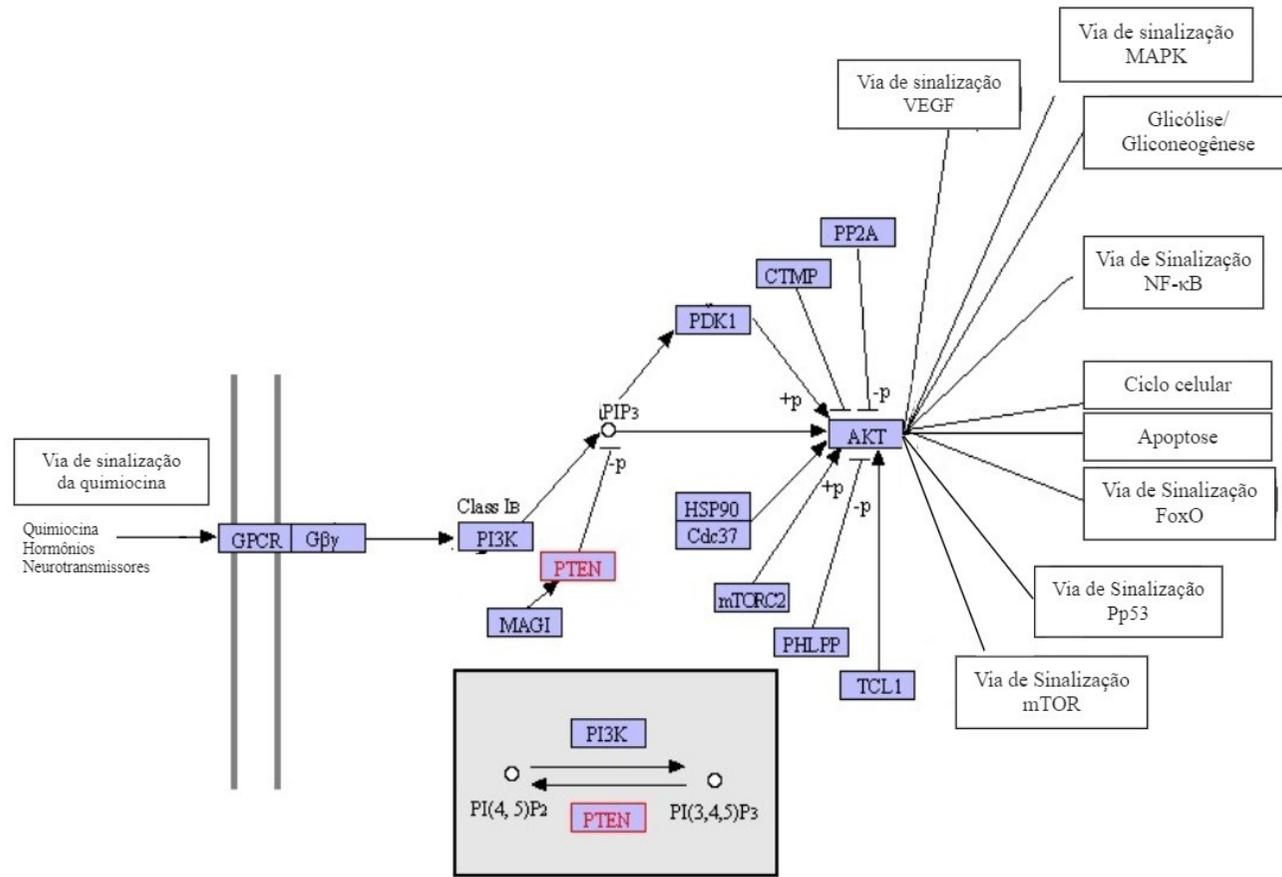 Via de sinalização
MAPK
Via de sinalização
VEGF
Glicólise/
Gliconeogênese
PP2A
CTMP
Via de Sinalização
NF-κB
PDK1
Ciclo celular
+p
-p
PIP3
AKT
Apoptose
Via de sinalização
da quimiocina
-p
+p
-p
Via de Sinalização
FoxO
Class IB
HSP90
Cdc37
Quimiocina
Hormônios
Neurotransmissores
GPCR
Gβγ
PI3K
PTEN
mTORC2
Via de Sinalização
Pp53
MAGI
PHLPP
TCL1
Via de Sinalização
mTOR
PI3K
PI(4, 5)P2
PTEN
PI(3,4,5)P3